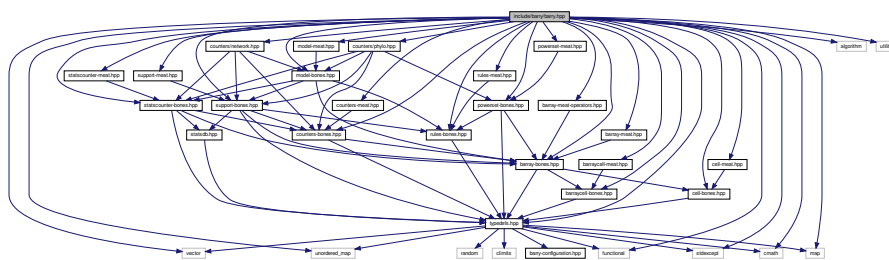 include/barry/barry.hpp
counters/network.hpp
model-meat.hpp
counters/phylo.hpp
powerset-meat.hpp
algorithm
utility
statscounter-meat.hpp
support-meat.hpp
model-bones.hpp
rules-meat.hpp
statscounter-bones.hpp
support-bones.hpp
counters-meat.hpp
powerset-bones.hpp
barray-meat-operators.hpp
statsdb.hpp
counters-bones.hpp
rules-bones.hpp
barray-meat.hpp
barray-bones.hpp
barraycell-meat.hpp
cell-meat.hpp
barraycell-bones.hpp
cell-bones.hpp
typedefs.hpp
vector
unordered_map
random
climits
barry-configuration.hpp
functional
stdexcept
cmath
map